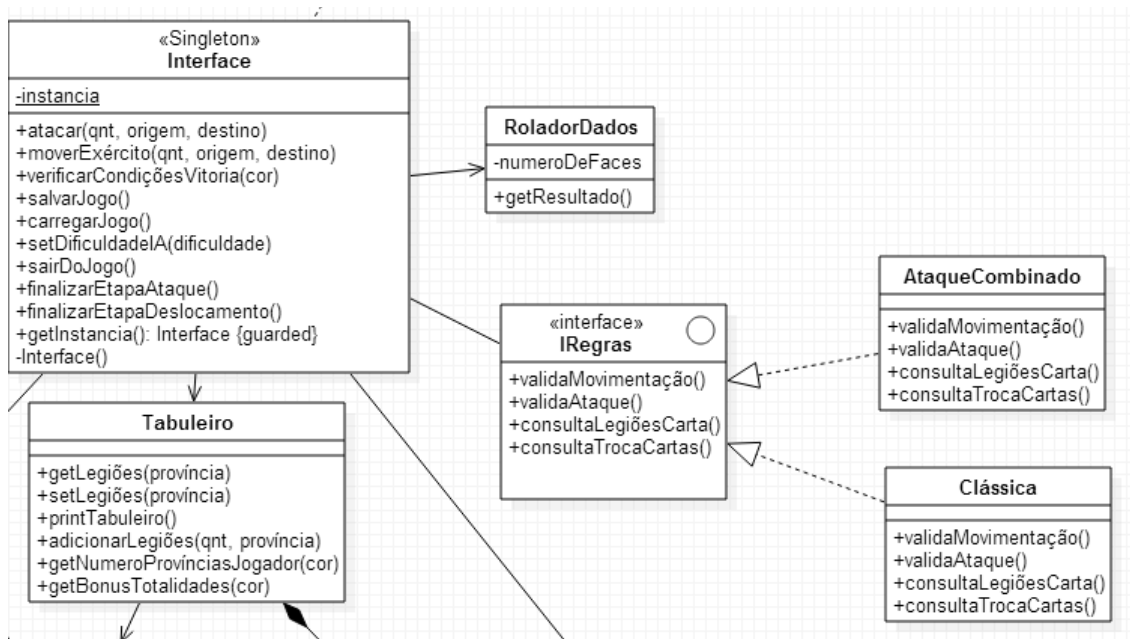 «Singleton»
Interface
-instancia
+atacar(qnt, origem, destino)
+moverExército(qnt, origem, destino)
+verificarCondiçõesVitoria(cor)
+salvarJogo()
+carregarJogo()
+setDificuldadeIA(dificuldade)
+sairDoJogo()
+finalizarEtapaAtaque()
+finalizarEtapaDeslocamento()
+getInstancia(): Interface {guarded}
-Interface()
RoladorDados
-numeroDeFaces
+getResultado()
«interface»
IRegras
+validaMovimentação()
+validaAtaque()
+consultaLegiõesCarta()
+consultaTrocaCartas()
AtaqueCombinado
+validaMovimentação()
+validaAtaque()
+consultaLegiõesCarta()
+consultaTrocaCartas()
Tabuleiro
+getLegiões(província)
+setLegiões(província)
+printTabuleiro()
+adicionarLegiões(qnt, província)
+getNumeroProvínciasJogador(cor)
+getBonusTotalidades(cor)
Clássica
+validaMovimentação()
+validaAtaque()
+consultaLegiõesCarta()
+consultaTrocaCartas()